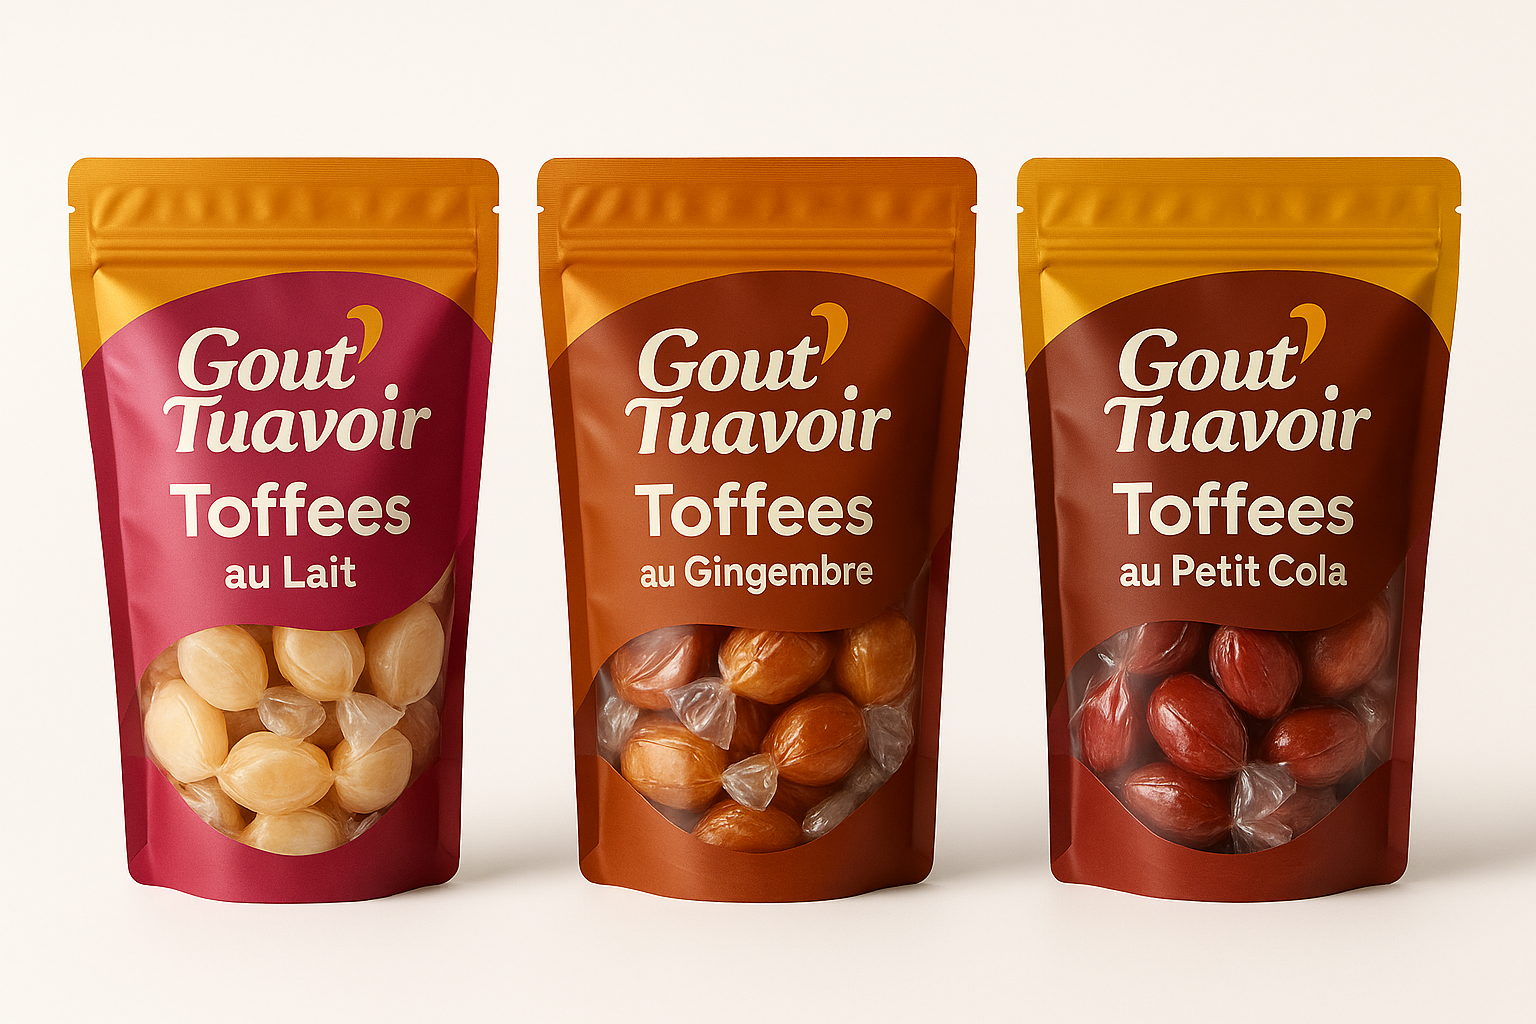 Gout'
Tuavoir
Toffees
au Lait
Gout'
Tuavoir
Toffees
au Gingembre
Gout'
Tuavoir
Toffees
au Petit Cola